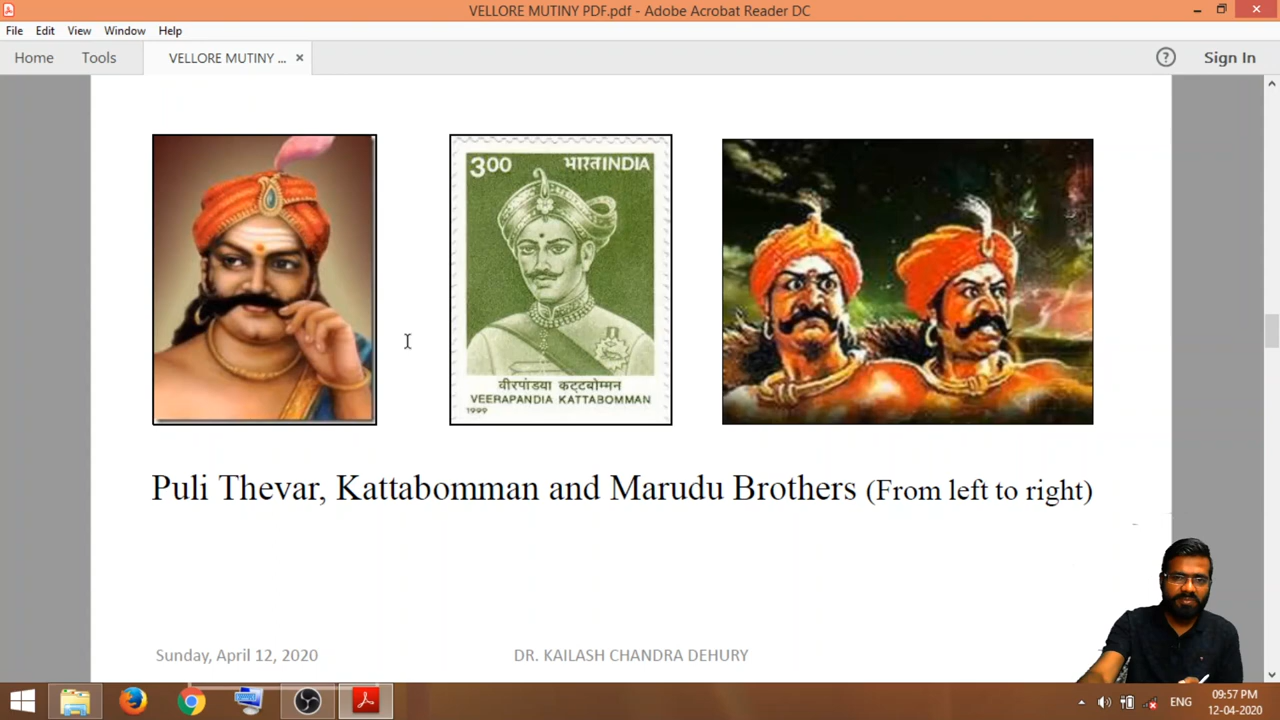 VELLORE MUTINY PDF.pdf - Adobe Acrobat Reader DC
File Edit View Window Help
Home Tools VELLORE MUTINY ... × ? Sign In
3.00 भारत INDIA
वीरपांडया कट्टबोम्मन
VEERAPANDIA KATTABOMMAN
1999
Puli Thevar, Kattabomman and Marudu Brothers (From left to right)
Sunday, April 12, 2020 DR. KAILASH CHANDRA DEHURY
ENG 09:57 PM
12-04-2020